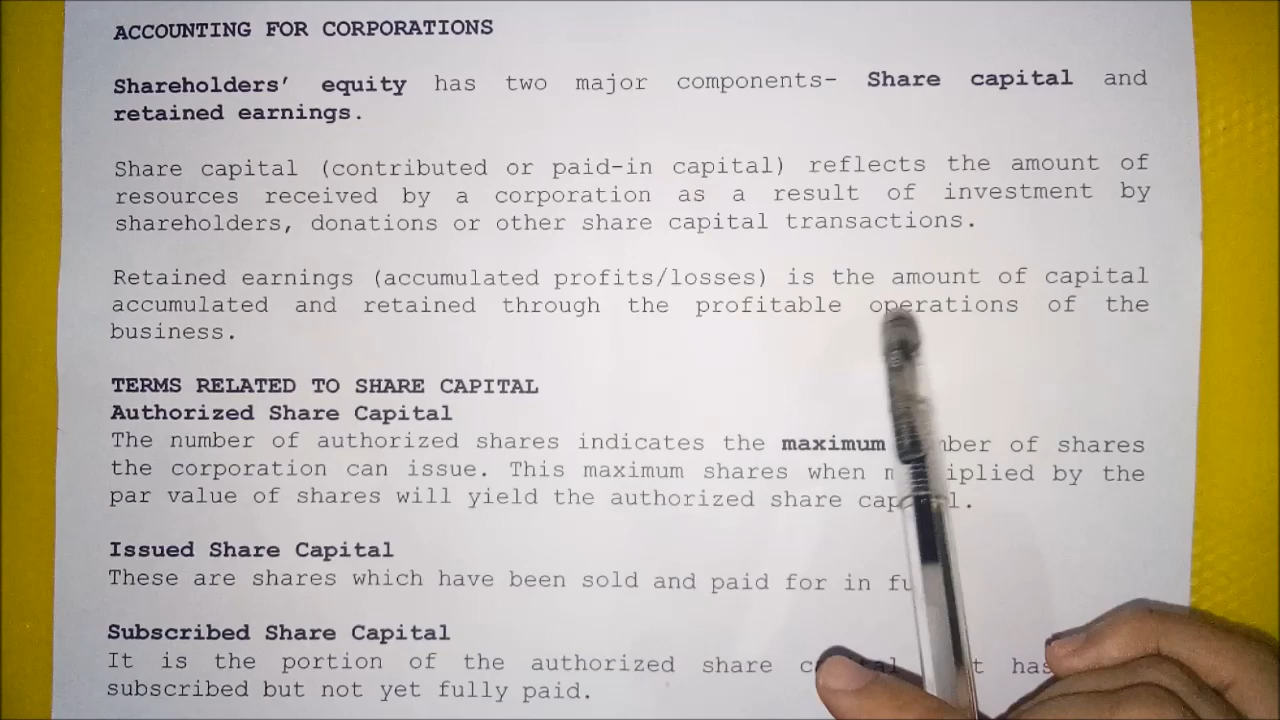 ACCOUNTING FOR CORPORATIONS
Shareholders' equity has two major components- Share capital and
retained earnings.
Share capital (contributed or paid-in capital) reflects the amount of
resources received by a corporation as a result of investment by
shareholders, donations or other share capital transactions.
Retained earnings (accumulated profits/losses) is the amount of capital
accumulated and retained through the profitable operations of the
business.
TERMS RELATED TO SHARE CAPITAL
Authorized Share Capital
The number of authorized shares indicates the maximum of shares
the corporation can issue. This maximum shares when by the
par value of shares will yield the authorized share
Issued Share Capital
These are shares which have been sold and paid for in
Subscribed Share Capital
It is the portion of the authorized share
subscribed but not yet fully paid.